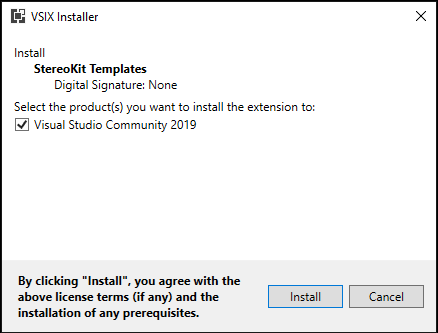 VSIX Installer
Install
StereoKit Templates
Digital Signature: None
Select the product(s) you want to install the extension to:
Visual Studio Community 2019
By clicking "Install", you agree with the
above license terms (if any) and the
installation of any prerequisites.
Install
Cancel